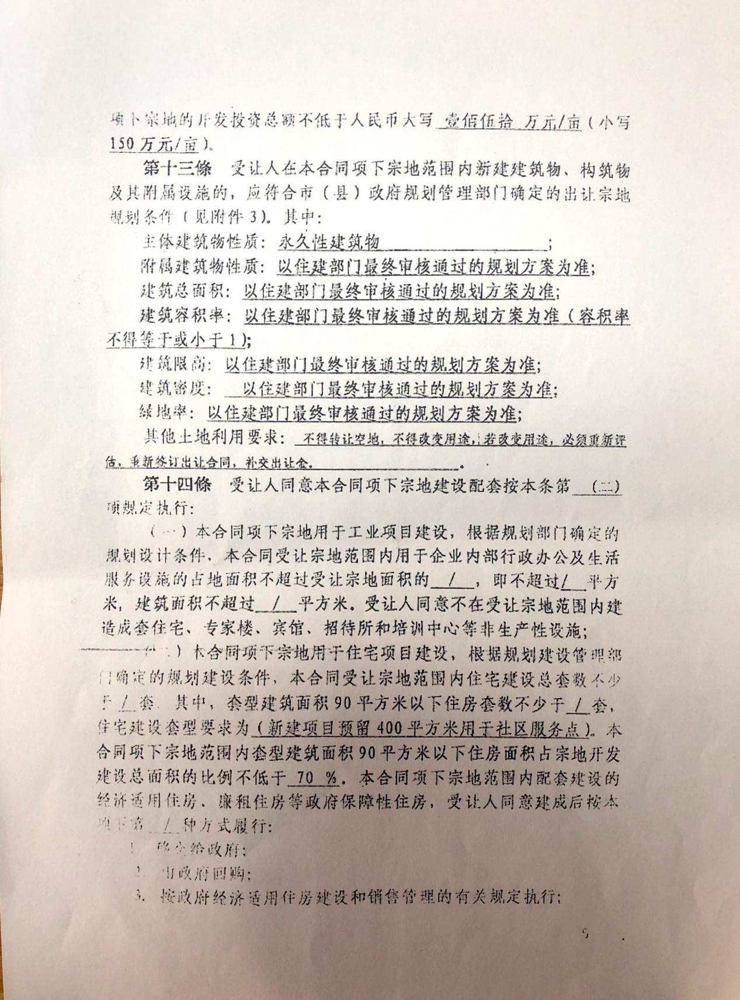 项下宗地的开发投资总额不低于人民币大写 壹佰伍拾 万元/亩（小写
150万元/亩）。
第十三條 受让人在本合同项下宗地范围内新建建筑物、构筑物
及其附属设施的，应符合市（县）政府规划管理部门确定的出让宗地
规划条件（见附件3）。其中：
主体建筑物性质：永久性建筑物 ；
附属建筑物性质：以住建部门最终审核通过的规划方案为准；
建筑总面积：以住建部门最终审核通过的规划方案为准；
建筑容积率：以住建部门最终审核通过的规划方案为准（容积率
不得等于或小于1）；
建筑限高：以住建部门最终审核通过的规划方案为准；
建筑密度： 以住建部门最终审核通过的规划方案为准；
绿地率：以住建部门最终审核通过的规划方案为准；
其他土地利用要求： 不得转让空地，不得改变用途，；若改变用途，必须重新评
估，重新签订出让合同，补交出让金。 。
第十四條 受让人同意本合同项下宗地建设配套按本条第 （二）
项规定执行：
（一）本合同项下宗地用于工业项目建设，根据规划部门确定的
规划设计条件，本合同受让宗地范围内用于企业内部行政办公及生活
服务设施的占地面积不超过受让宗地面积的 / ，即不超过/ 平方
米，建筑面积不超过 / 平方米。受让人同意不在受让宗地范围内建
造成套住宅、专家楼、宾馆、招待所和培训中心等非生产性设施；
（二）本合同项下宗地用于住宅项目建设，根据规划建设管理部
门确定的规划建设条件，本合同受让宗地范围内住宅建设总套数不少
于 / 套 其中，套型建筑面积90平方米以下住房套数不少于 / 套，
住宅建设套型要求为（新建项目预留400平方米用于社区服务点）。本
合同项下宗地范围内套型建筑面积90平方米以下住房面积占宗地开发
建设总面积的比例不低于 70 %。本合同项下宗地范围内配套建设的
经济适用住房、廉租住房等政府保障性住房，受让人同意建成后按本
项下第 / 种方式履行：
1. 移交给政府；
2. 由政府回购；
3. 按政府经济适用住房建设和销售管理的有关规定执行；
5